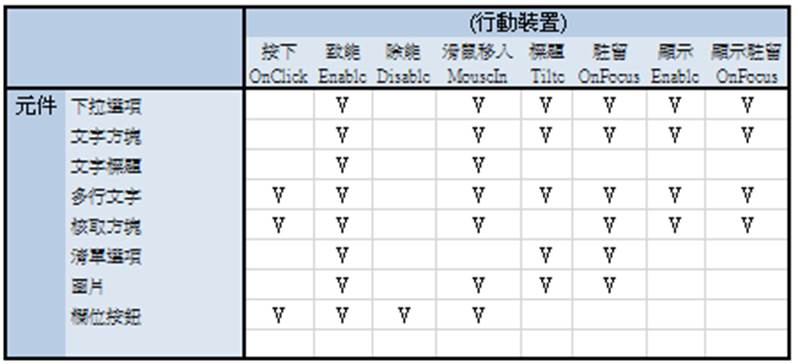 (行動裝置)
按下 致能 除能 滑鼠移入 標題 駐留 顯示 顯示駐留
OnClick Enable Disable MouseIn Tilte OnFocus Enable OnFocus
元件 下拉選項 V V V V V V
文字方塊 V V V V V V
文字標題 V V
多行文字 V V V V V V V
核取方塊 V V V V V V
清單選項 V V V
圖片 V V V V
欄位按鈕 V V V V